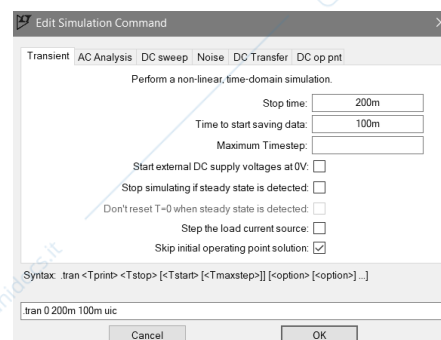 Edit Simulation Command
Transient AC Analysis DC sweep Noise DC Transfer DC op pnt
Perform a non-linear, time-domain simulation.
Stop time: 200m
Time to start saving data: 100m
Maximum Timestep:
Start external DC supply voltages at 0V:
Stop simulating if steady state is detected:
Don't reset T=0 when steady state is detected:
Step the load current source:
Skip initial operating point solution:
Syntax: .tran <Tprint> <Tstop> [<Tstart> [<Tmaxstep>]] [<option> [<option>] ...]
.tran 0 200m 100m uic
Cancel OK